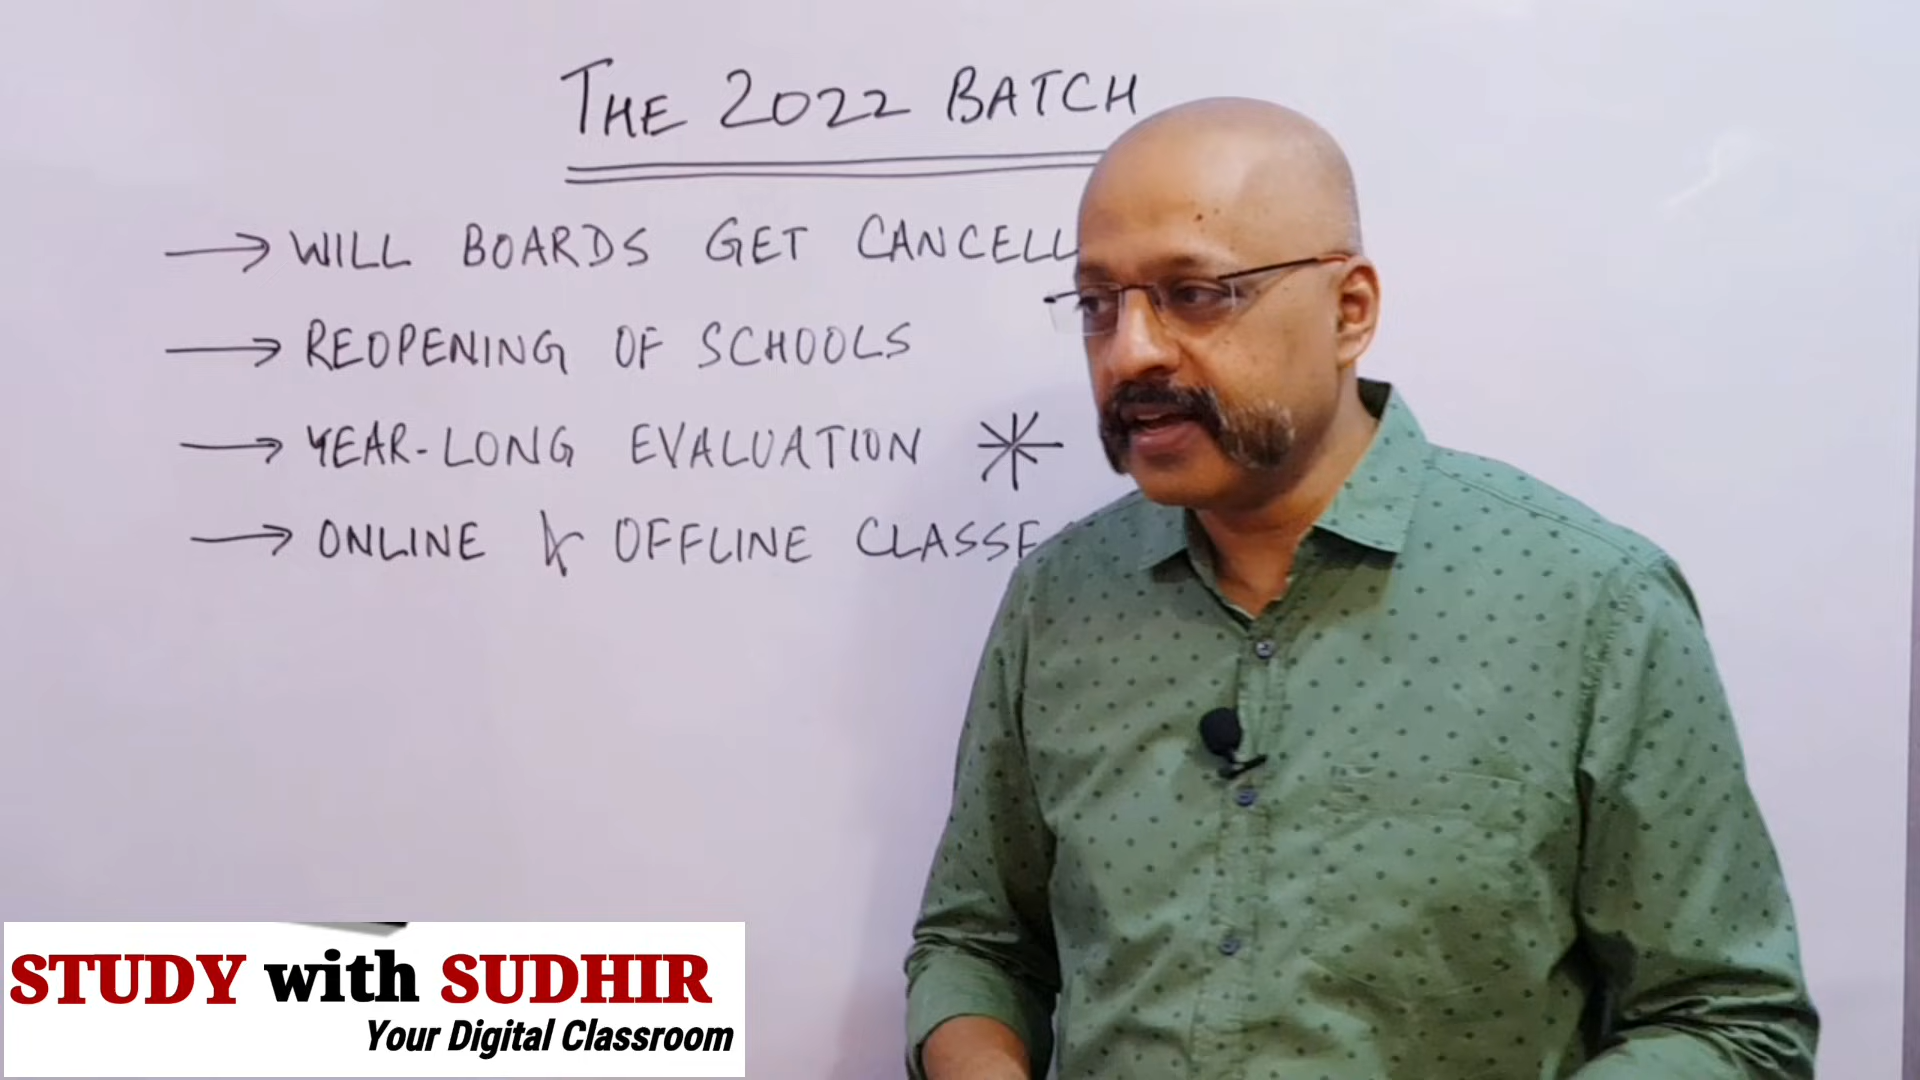 THE 2022 BATCH
→ WILL BOARDS GET CANCELL
→ REOPENING OF SCHOOLS
→ YEAR-LONG EVALUATION *
→ ONLINE & OFFLINE CLASSE
STUDY with SUDHIR
Your Digital Classroom